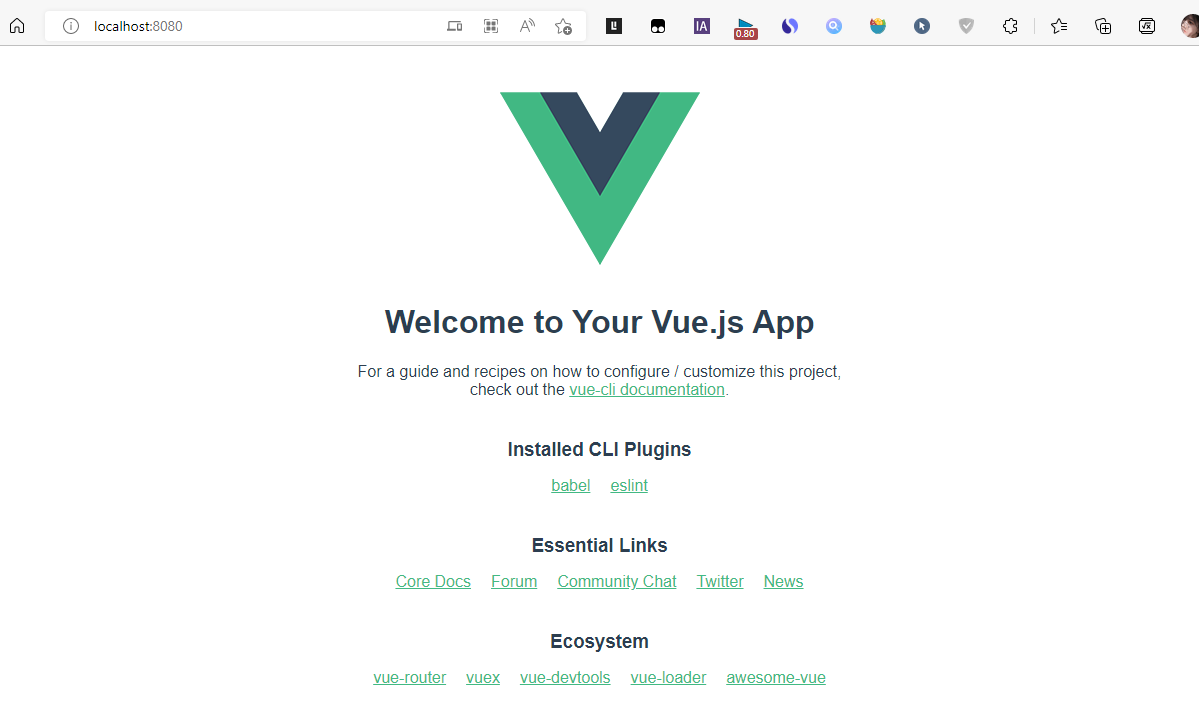 localhost:8080
IA
0.80
Welcome to Your Vue.js App
For a guide and recipes on how to configure / customize this project,
check out the vue-cli documentation.
Installed CLI Plugins
babel eslint
Essential Links
Core Docs Forum Community Chat Twitter News
Ecosystem
vue-router vuex vue-devtools vue-loader awesome-vue